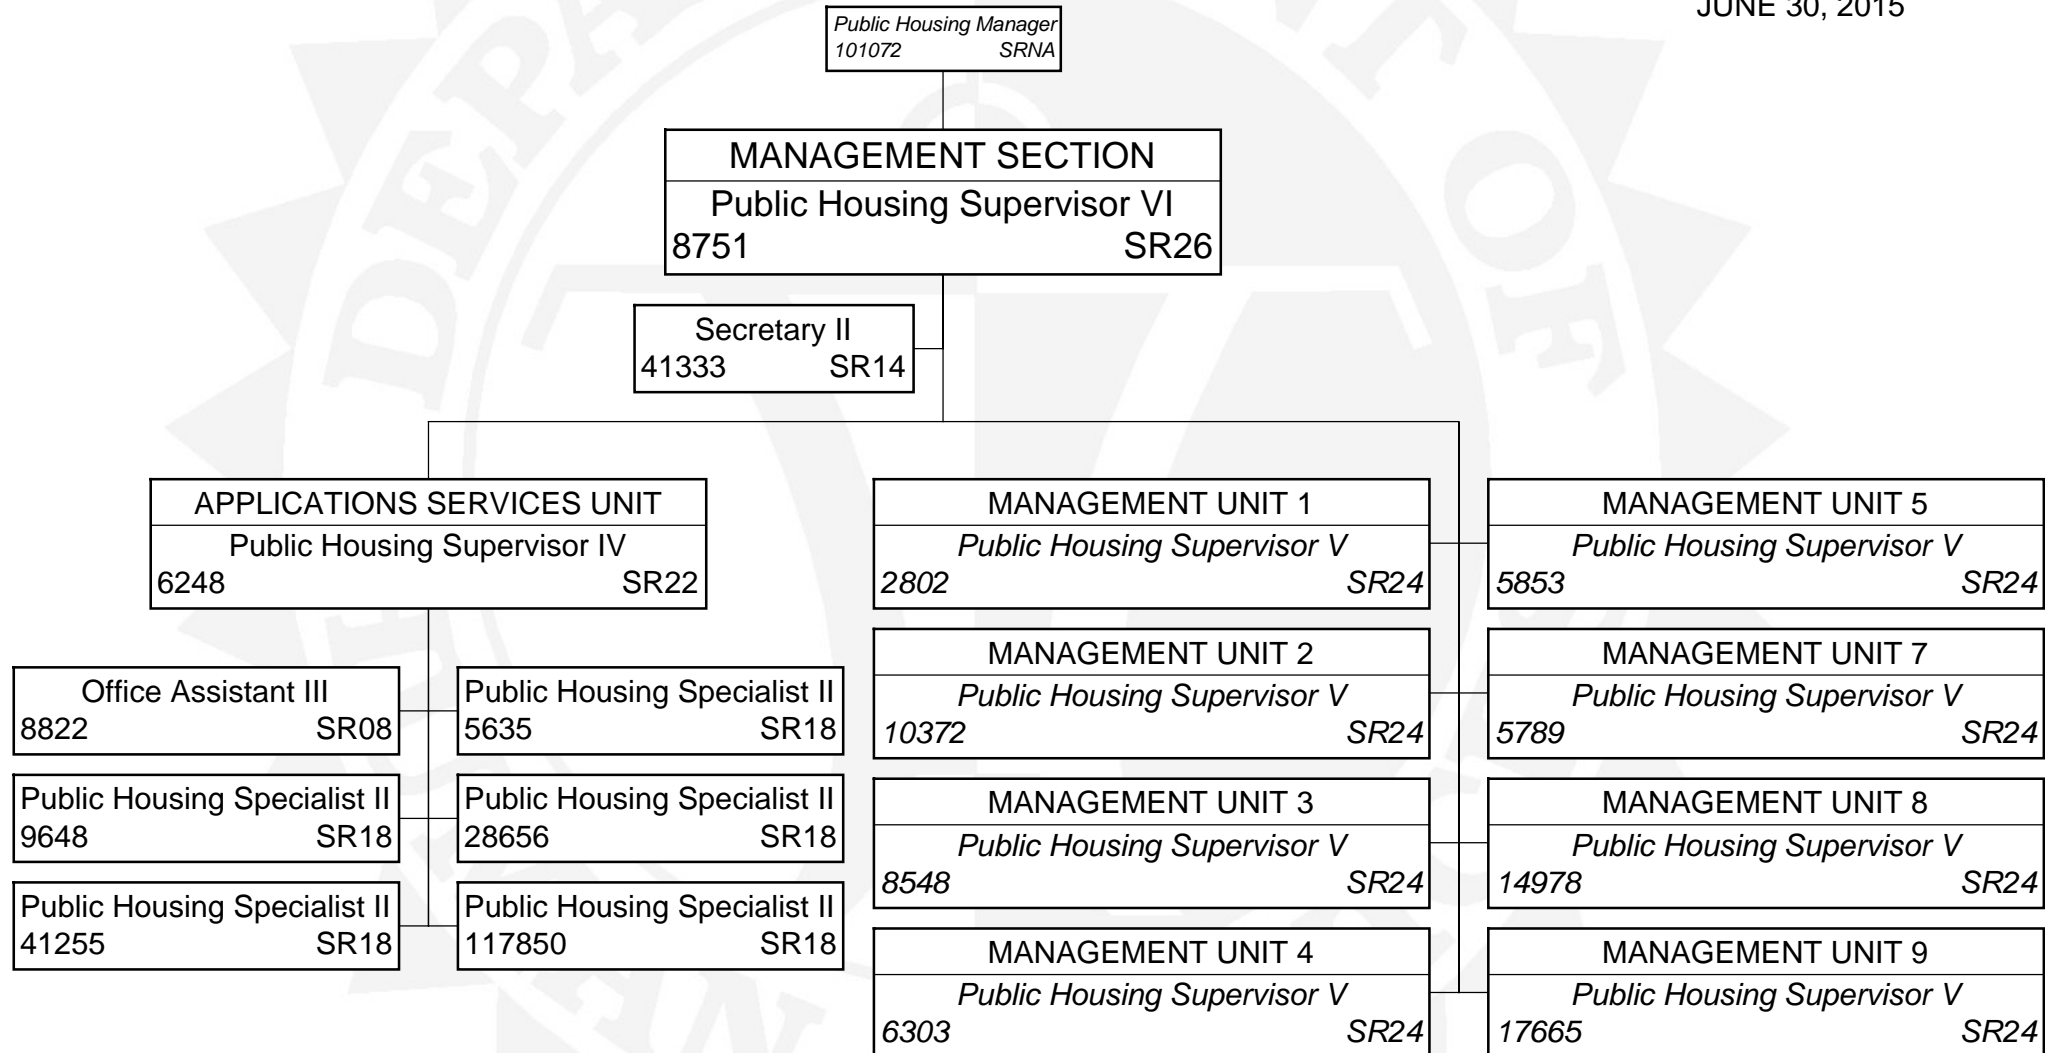 JUNE 30, 2015
Public Housing Manager
101072 SRNA
MANAGEMENT SECTION
Public Housing Supervisor VI
8751 SR26
Secretary II
41333 SR14
APPLICATIONS SERVICES UNIT
Public Housing Supervisor IV
6248 SR22
Office Assistant III
8822 SR08
Public Housing Specialist II
5635 SR18
Public Housing Specialist II
9648 SR18
Public Housing Specialist II
28656 SR18
Public Housing Specialist II
41255 SR18
Public Housing Specialist II
117850 SR18
MANAGEMENT UNIT 1
Public Housing Supervisor V
2802 SR24
MANAGEMENT UNIT 5
Public Housing Supervisor V
5853 SR24
MANAGEMENT UNIT 2
Public Housing Supervisor V
10372 SR24
MANAGEMENT UNIT 7
Public Housing Supervisor V
5789 SR24
MANAGEMENT UNIT 3
Public Housing Supervisor V
8548 SR24
MANAGEMENT UNIT 8
Public Housing Supervisor V
14978 SR24
MANAGEMENT UNIT 4
Public Housing Supervisor V
6303 SR24
MANAGEMENT UNIT 9
Public Housing Supervisor V
17665 SR24